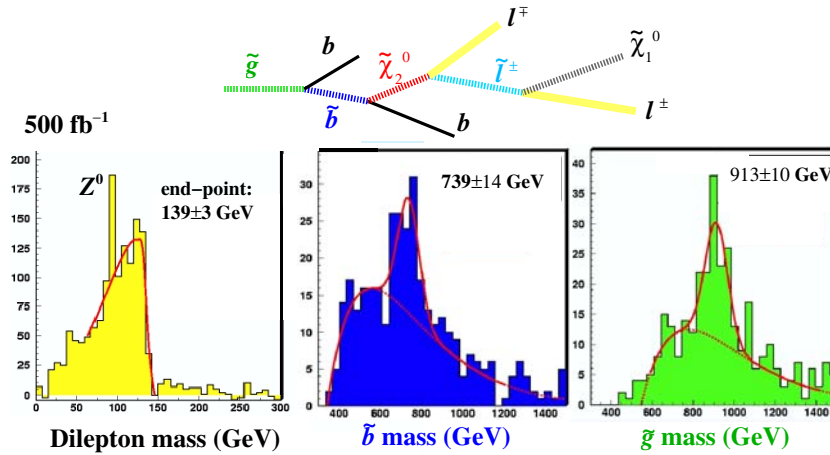 l∓
b
χ̃₂⁰
χ̃₁⁰
g̃
l̃±
b̃
l±
b
500 fb⁻¹
200
175
150
125
100
75
50
25
0
Z⁰
end−point:
139±3 GeV
0 50 100 150 200 250 300
Dilepton mass (GeV)
30
25
20
15
10
5
0
739±14 GeV
400 600 800 1000 1200 1400
b̃ mass (GeV)
40
35
30
25
20
15
10
5
0
913±10 GeV
400 600 800 1000 1200 1400
g̃ mass (GeV)